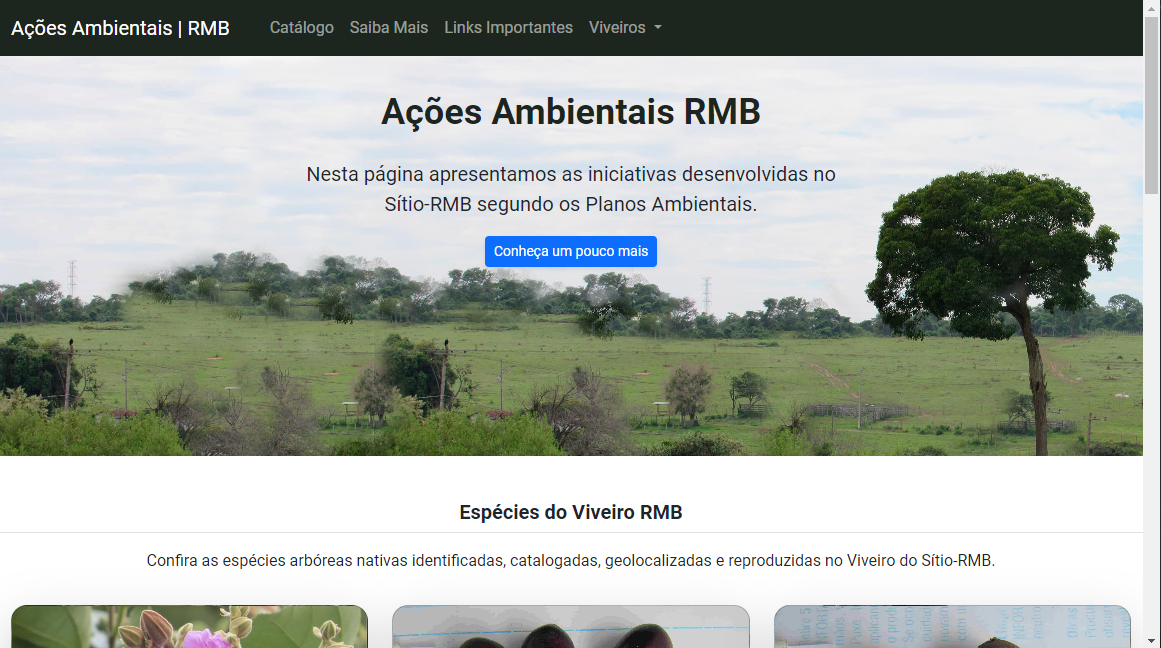 Ações Ambientais | RMB
Catálogo Saiba Mais Links Importantes Viveiros
Ações Ambientais RMB
Nesta página apresentamos as iniciativas desenvolvidas no
Sítio-RMB segundo os Planos Ambientais.
Conheça um pouco mais
Espécies do Viveiro RMB
Confira as espécies arbóreas nativas identificadas, catalogadas, geolocalizadas e reproduzidas no Viveiro do Sítio-RMB.